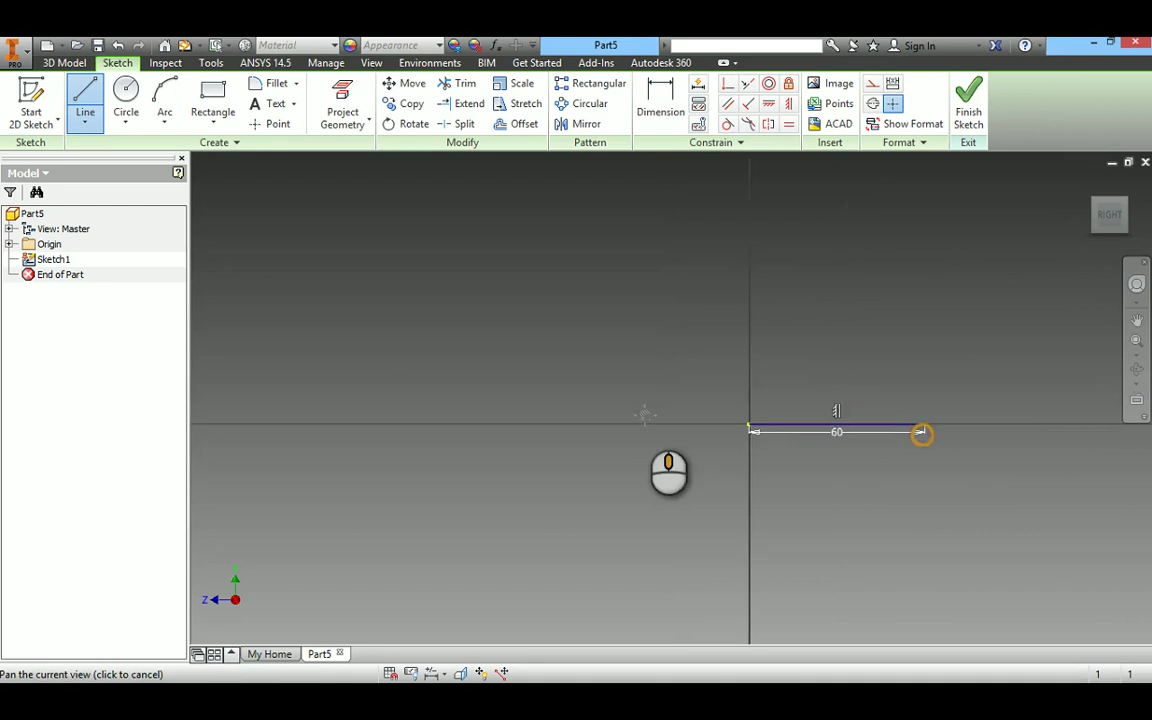 Material
Appearance
Part5
Sign In
PRO
3D Model
Sketch
Inspect
Tools
ANSYS 14.5
Manage
View
Environments
BIM
Get Started
Add-Ins
Autodesk 360
Start
2D Sketch
Line
Circle
Arc
Rectangle
Fillet
Text
Point
Project
Geometry
Move
Trim
Scale
Copy
Extend
Stretch
Rotate
Split
Offset
Rectangular
Circular
Mirror
Dimension
Image
Points
ACAD
Show Format
Finish
Sketch
Sketch
Create
Modify
Pattern
Constrain
Insert
Format
Exit
Model
Part5
View: Master
Origin
Sketch1
End of Part
RIGHT
60
Z
My Home
Part5
Pan the current view (click to cancel)
1
1